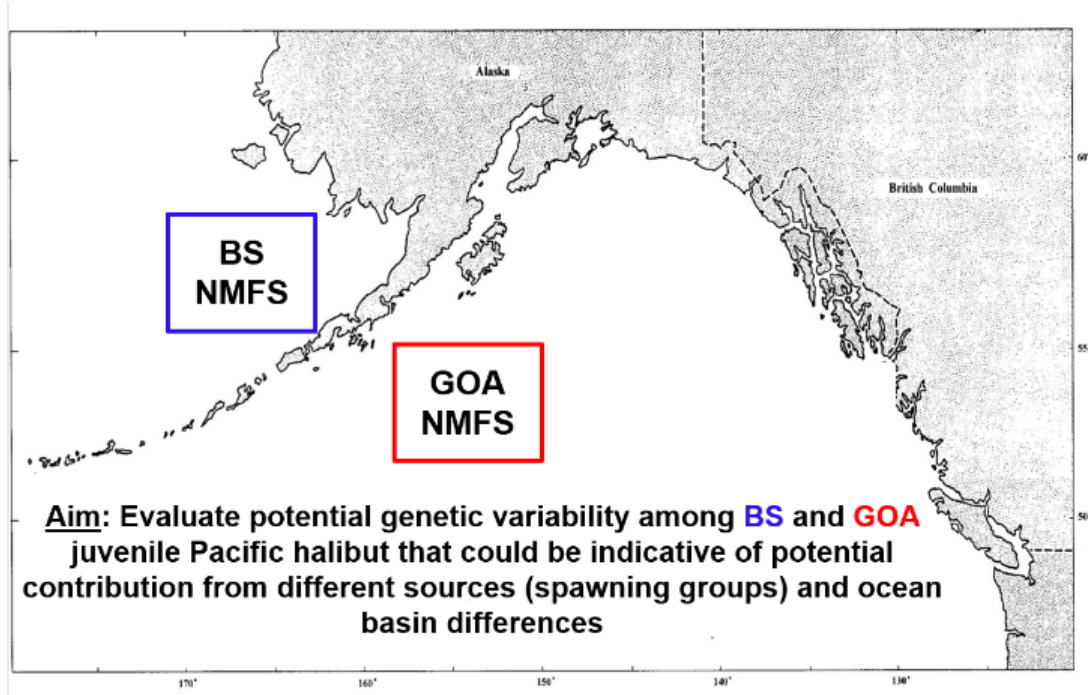 Alaska
60°
British Columbia
BS
NMFS
55
GOA
NMFS
50
Aim: Evaluate potential genetic variability among BS and GOA
juvenile Pacific halibut that could be indicative of potential
contribution from different sources (spawning groups) and ocean
basin differences
170°
160°
150°
140°
130°